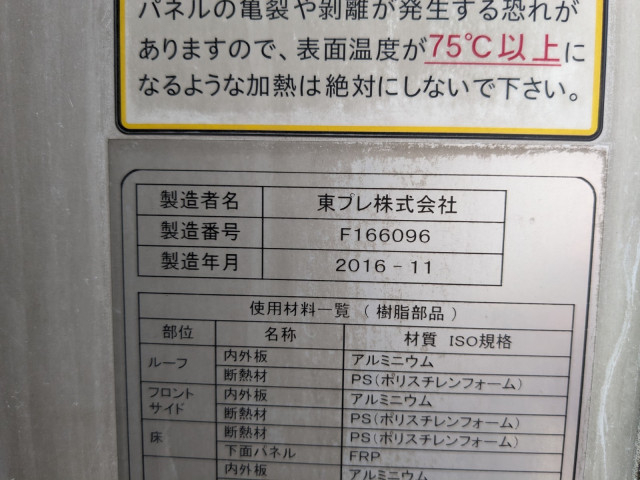 パネルの亀裂や剥離が発生する恐れが
ありますので、表面温度が75℃以上に
なるような加熱は絶対にしないで下さい。
製造者名 東プレ株式会社
製造番号 F166096
製造年月 2016-11
使用材料一覧(樹脂部品)
部位 名称 材質 ISO規格
ルーフ 内外板 アルミニウム
断熱材 PS(ポリスチレンフォーム)
フロント
サイド 内外板 アルミニウム
断熱材 PS(ポリスチレンフォーム)
床 断熱材 PS(ポリスチレンフォーム)
下面パネル FRP
内外板 アルミニウム